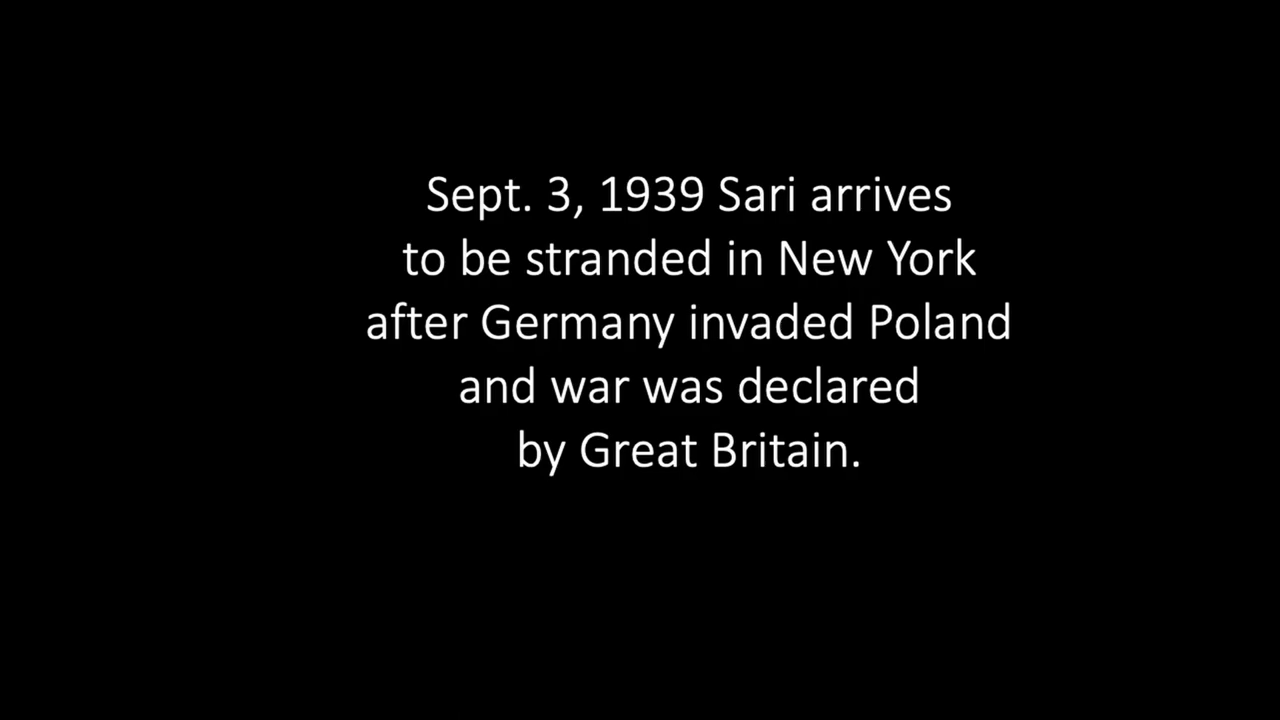 Sept. 3, 1939 Sari arrives
to be stranded in New York
after Germany invaded Poland
and war was declared
by Great Britain.